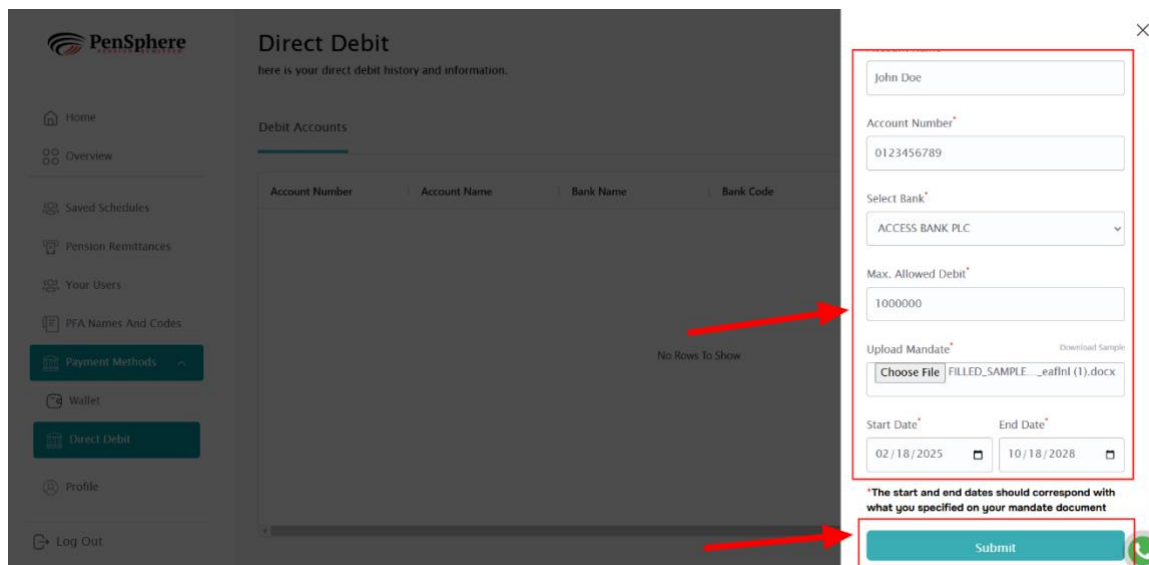 PenSphere
PENSION REMITTER
Home
Overview
Saved Schedules
Pension Remittances
Your Users
PFA Names And Codes
Payment Methods
Wallet
Direct Debit
Profile
Log Out
Direct Debit
here is your direct debit history and information.
Debit Accounts
Account Number Account Name Bank Name Bank Code
No Rows To Show
John Doe
Account Number*
0123456789
Select Bank*
ACCESS BANK PLC
Max. Allowed Debit*
1000000
Upload Mandate* Download Sample
Choose File FILLED_SAMPLE..._eaflnl (1).docx
Start Date* End Date*
02/18/2025 10/18/2028
*The start and end dates should correspond with
what you specified on your mandate document
Submit